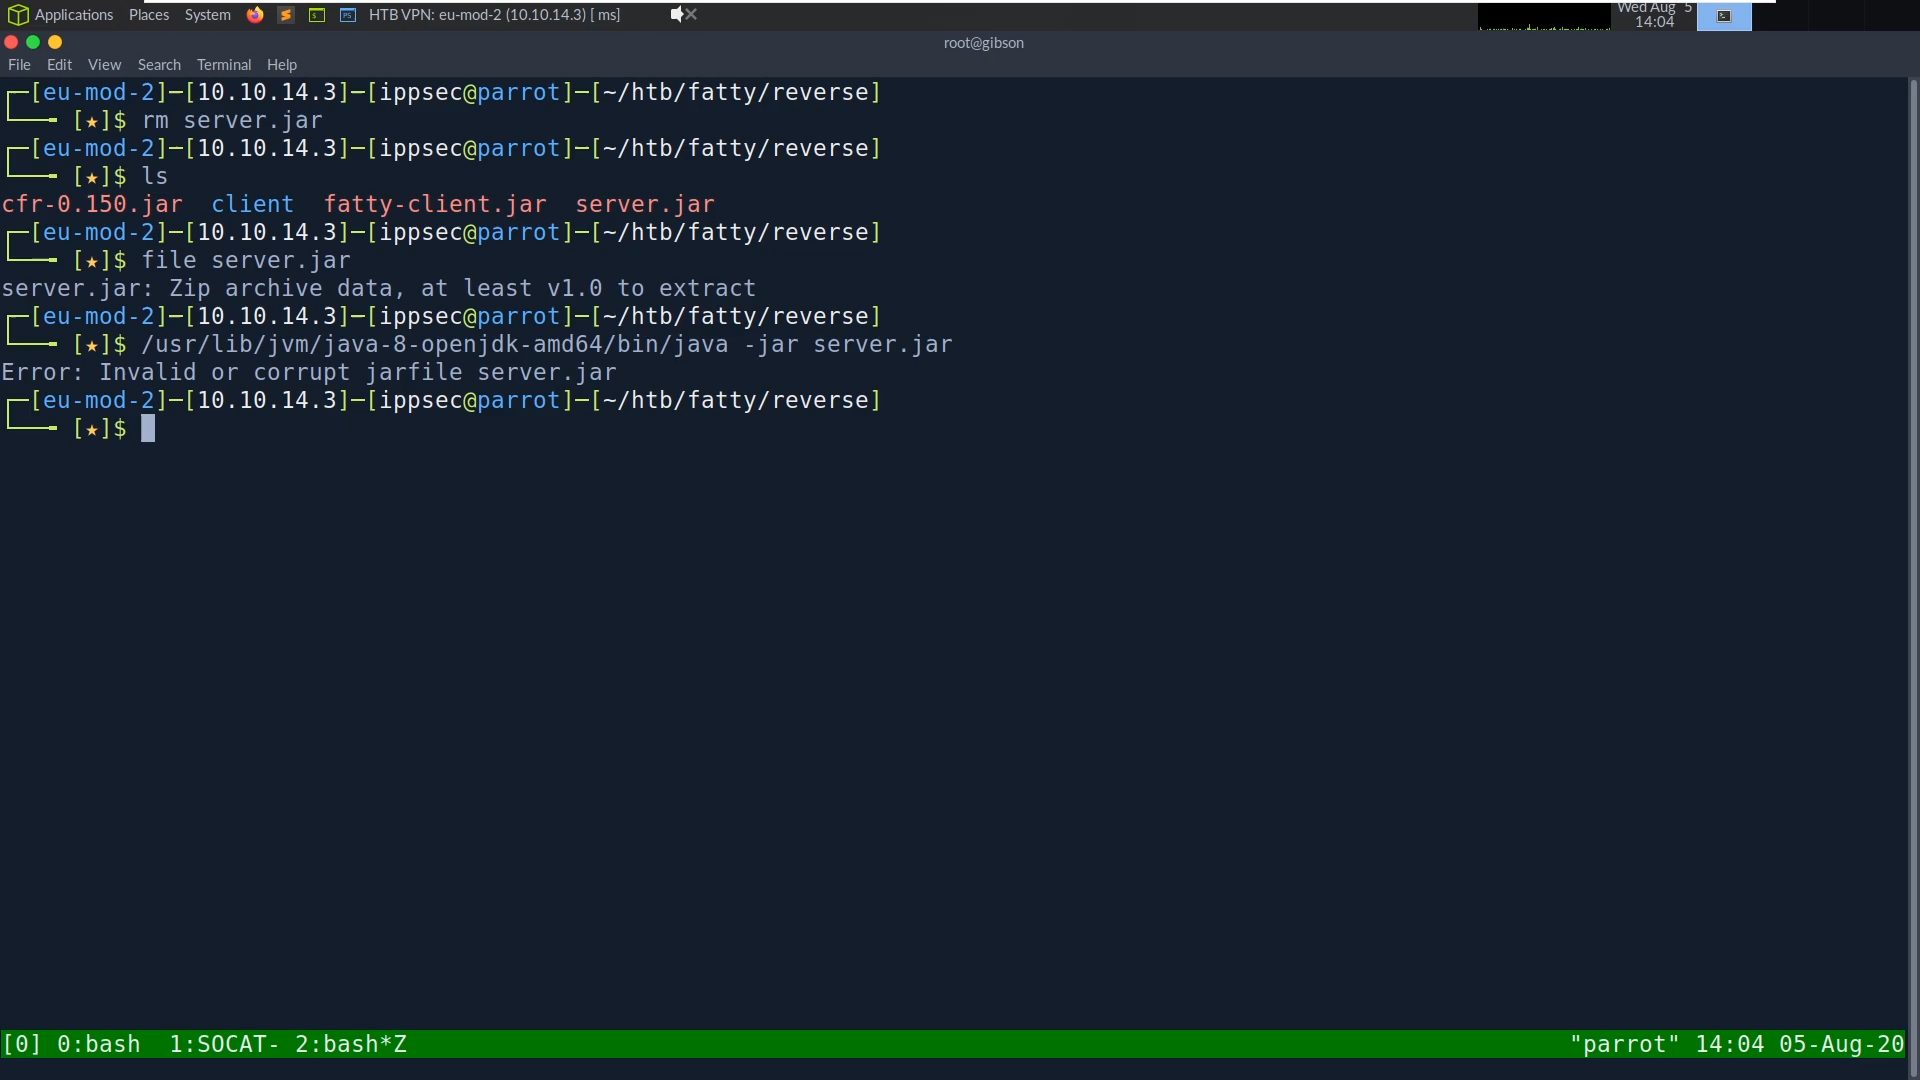 Applications Places System HTB VPN: eu-mod-2 (10.10.14.3) [ ms] Wed Aug 5
14:04
root@gibson
File Edit View Search Terminal Help
┌─[eu-mod-2]─[10.10.14.3]─[ippsec@parrot]─[~/htb/fatty/reverse]
└──╼ [★]$ rm server.jar
┌─[eu-mod-2]─[10.10.14.3]─[ippsec@parrot]─[~/htb/fatty/reverse]
└──╼ [★]$ ls
cfr-0.150.jar client fatty-client.jar server.jar
┌─[eu-mod-2]─[10.10.14.3]─[ippsec@parrot]─[~/htb/fatty/reverse]
└──╼ [★]$ file server.jar
server.jar: Zip archive data, at least v1.0 to extract
┌─[eu-mod-2]─[10.10.14.3]─[ippsec@parrot]─[~/htb/fatty/reverse]
└──╼ [★]$ /usr/lib/jvm/java-8-openjdk-amd64/bin/java -jar server.jar
Error: Invalid or corrupt jarfile server.jar
┌─[eu-mod-2]─[10.10.14.3]─[ippsec@parrot]─[~/htb/fatty/reverse]
└──╼ [★]$
[0] 0:bash 1:SOCAT- 2:bash*Z "parrot" 14:04 05-Aug-20